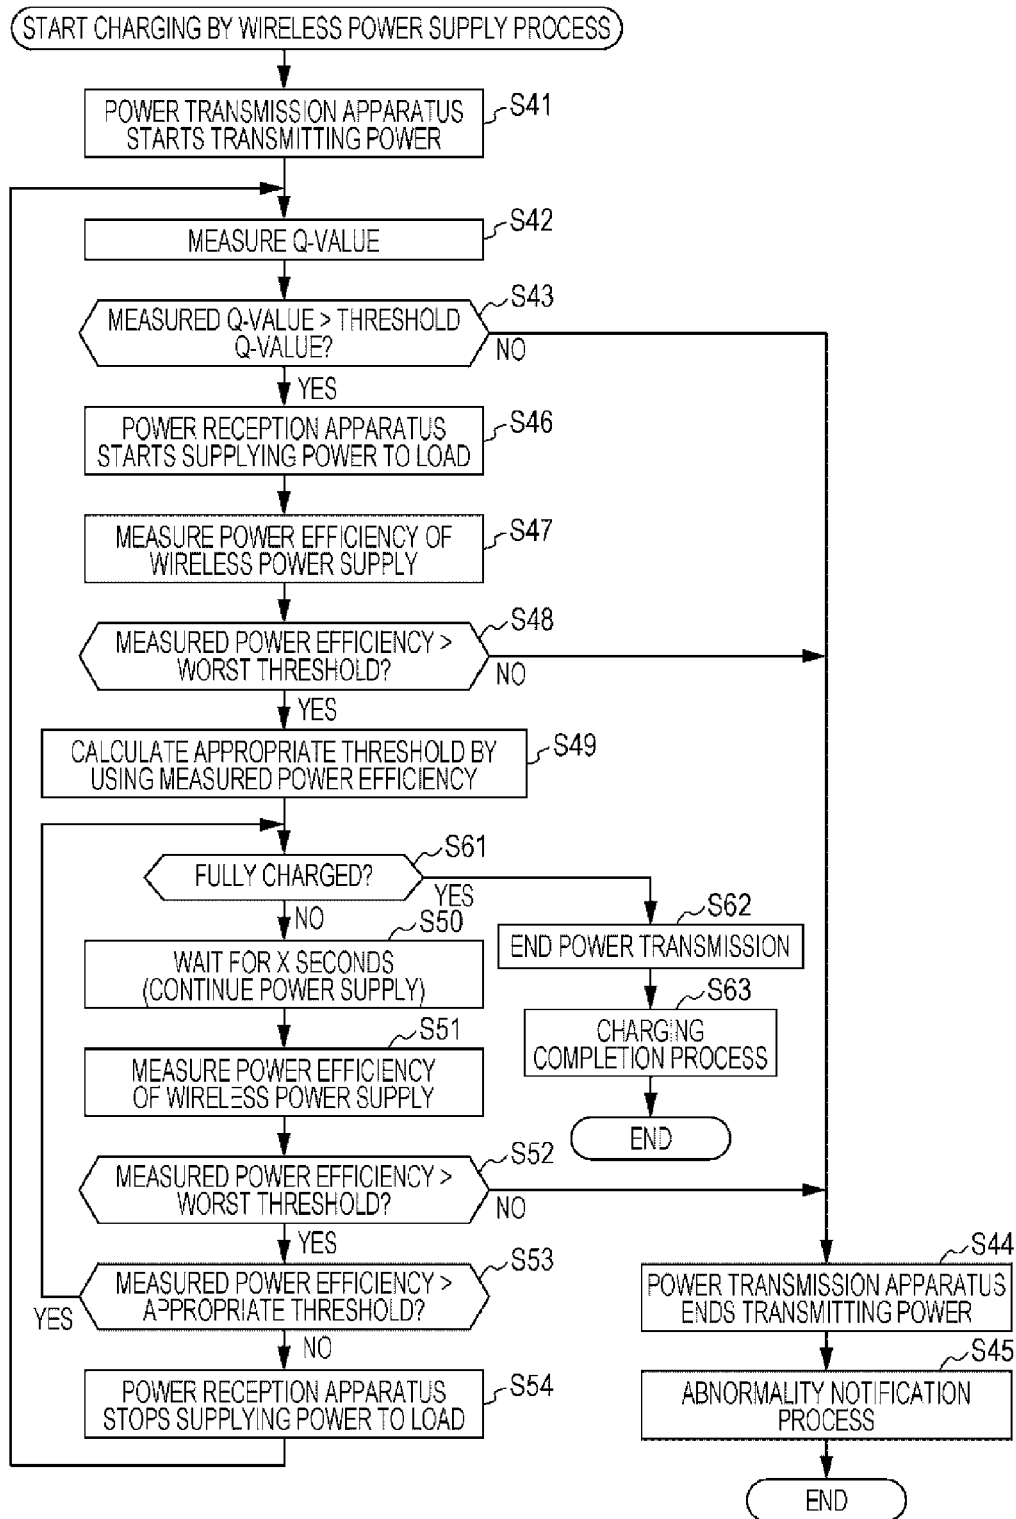 START CHARGING BY WIRELESS POWER SUPPLY PROCESS
S41
POWER TRANSMISSION APPARATUS
STARTS TRANSMITTING POWER
S42
MEASURE Q-VALUE
S43
MEASURED Q-VALUE > THRESHOLD
Q-VALUE?
NO
YES
S46
POWER RECEPTION APPARATUS
STARTS SUPPLYING POWER TO LOAD
S47
MEASURE POWER EFFICIENCY OF
WIRELESS POWER SUPPLY
S48
MEASURED POWER EFFICIENCY >
WORST THRESHOLD?
NO
YES
S49
CALCULATE APPROPRIATE THRESHOLD BY
USING MEASURED POWER EFFICIENCY
S61
FULLY CHARGED?
YES
NO
S50
WAIT FOR X SECONDS
(CONTINUE POWER SUPPLY)
S62
END POWER TRANSMISSION
S63
CHARGING
COMPLETION PROCESS
END
S51
MEASURE POWER EFFICIENCY
OF WIRELESS POWER SUPPLY
S52
MEASURED POWER EFFICIENCY >
WORST THRESHOLD?
NO
YES
S53
MEASURED POWER EFFICIENCY >
APPROPRIATE THRESHOLD?
YES
NO
S54
POWER RECEPTION APPARATUS
STOPS SUPPLYING POWER TO LOAD
S44
POWER TRANSMISSION APPARATUS
ENDS TRANSMITTING POWER
S45
ABNORMALITY NOTIFICATION
PROCESS
END